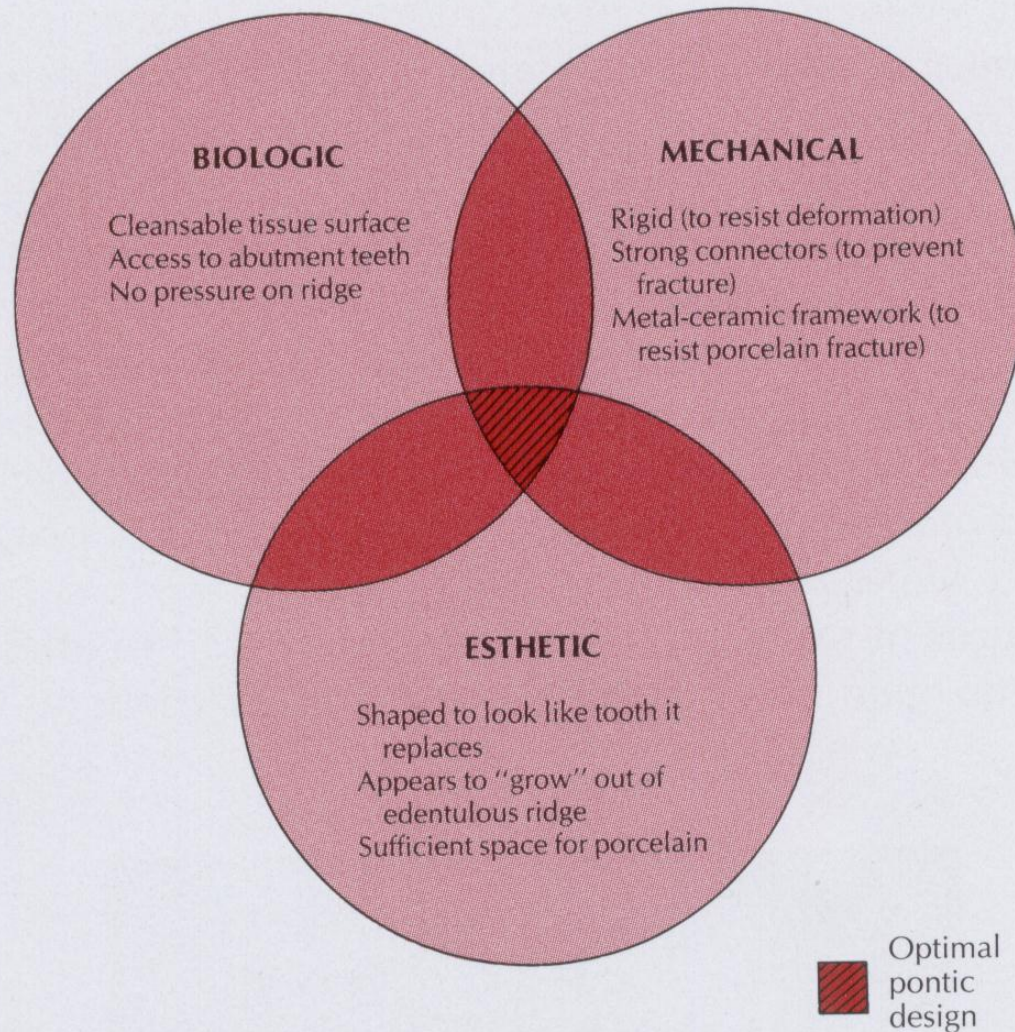 BIOLOGIC
Cleansable tissue surface
Access to abutment teeth
No pressure on ridge
MECHANICAL
Rigid (to resist deformation)
Strong connectors (to prevent
fracture)
Metal-ceramic framework (to
resist porcelain fracture)
ESTHETIC
Shaped to look like tooth it
replaces
Appears to "grow" out of
edentulous ridge
Sufficient space for porcelain
Optimal
pontic
design